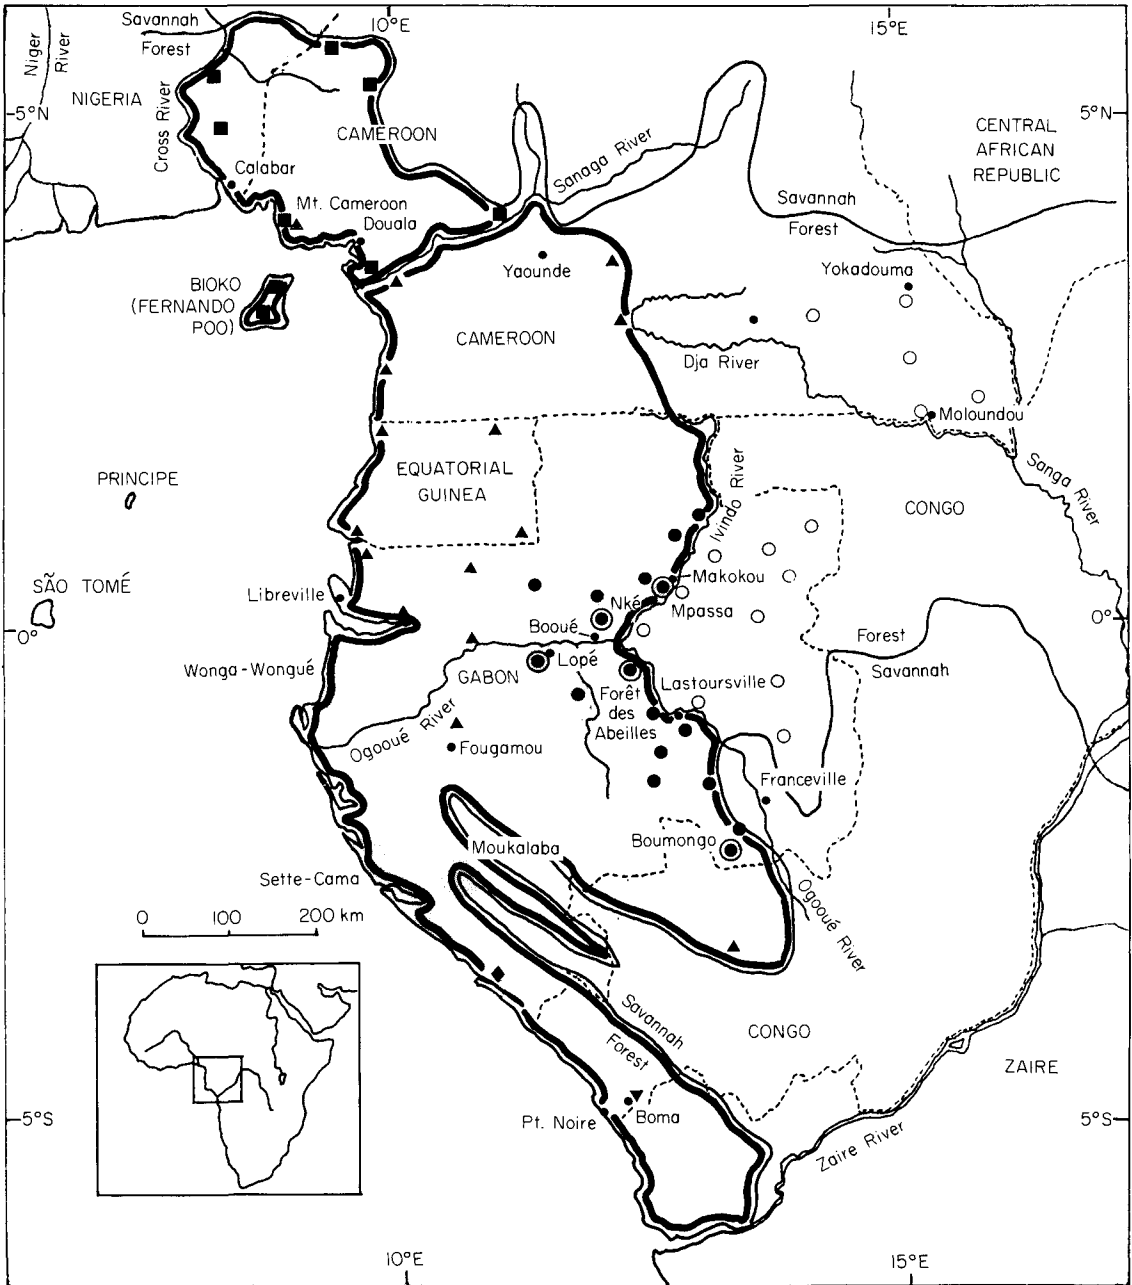 Savannah
10°E
15°E
Forest
Niger
River
NIGERIA
5°N
5°N
Cross River
CAMEROON
CENTRAL
AFRICAN
REPUBLIC
Calabar
Sanaga River
Mt. Cameroon
Douala
Savannah
Forest
Yaounde
Yokadouma
BIOKO
(FERNANDO
POO)
CAMEROON
Dja River
Moloundou
EQUATORIAL
GUINEA
Ivindo River
Sanga River
PRINCIPE
CONGO
SÃO TOMÉ
Libreville
Makokou
Nké
Mpassa
Booué
0°
0°
Forest
Savannah
Wonga-Wongué
GABON
Lopé
Forêt
des
Abeilles
Lastoursville
Ogooué River
Fougamou
Franceville
Moukalaba
Boumongo
Sette-Cama
Ogooué River
0 100 200 km
Savannah
Forest
CONGO
ZAIRE
5°S
5°S
Pt. Noire
Boma
Zaire River
10°E
15°E